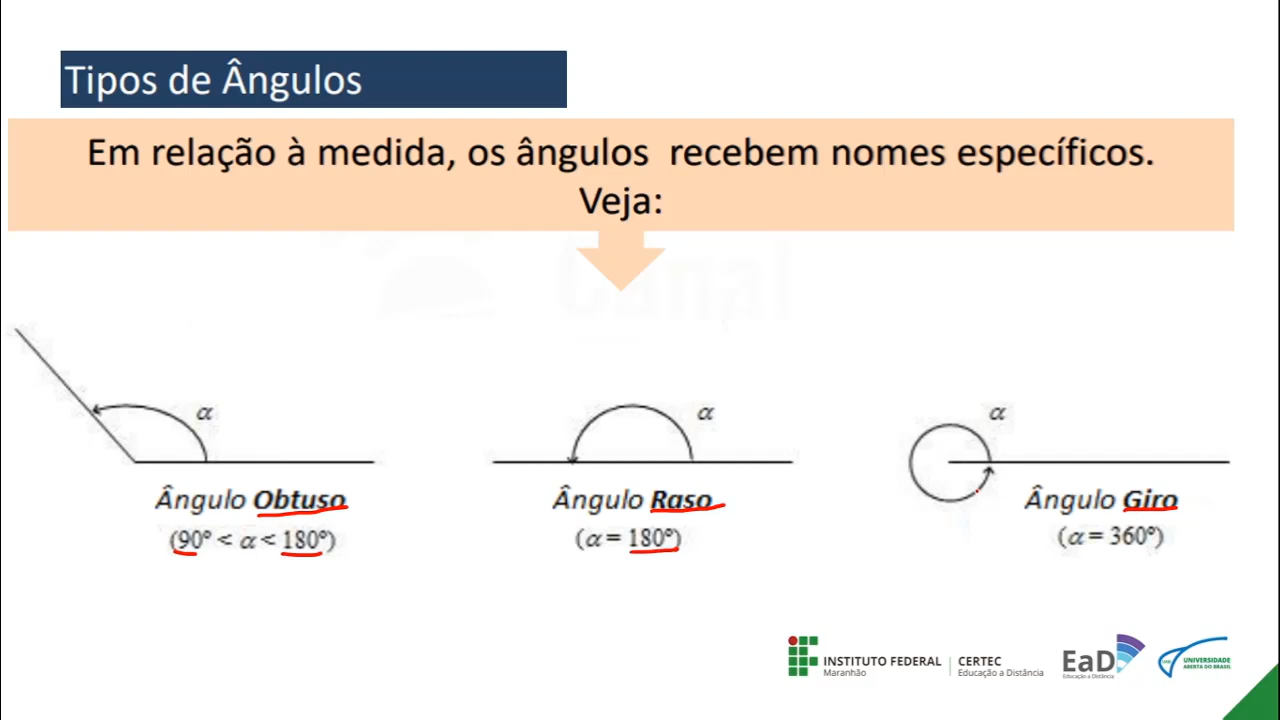 Tipos de Ângulos
Em relação à medida, os ângulos recebem nomes específicos.
Veja:
Canal
α
α
α
Ângulo Obtuso
(90° < α < 180°)
Ângulo Raso
(α = 180°)
Ângulo Giro
(α = 360°)
INSTITUTO FEDERAL
Maranhão
CERTEC
Educação a Distância
EaD
Educação a Distância
UNIVERSIDADE
ABERTA DO BRASIL